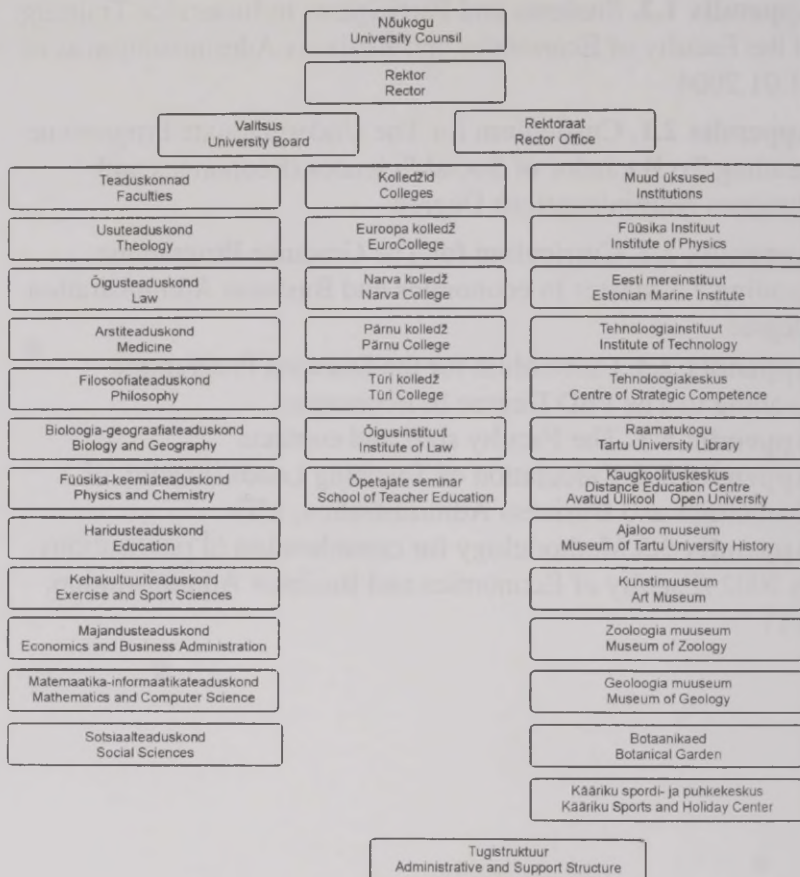 Nõukogu
University Counsil
Rektor
Rector
Valitsus
University Board
Rektoraat
Rector Office
Teaduskonnad
Faculties
Usuteaduskond
Theology
Õigusteaduskond
Law
Arstiteaduskond
Medicine
Filosoofiateaduskond
Philosophy
Bioloogia-geograafiateaduskond
Biology and Geography
Füüsika-keemiateaduskond
Physics and Chemistry
Haridusteaduskond
Education
Kehakultuuriteaduskond
Exercise and Sport Sciences
Majandusteaduskond
Economics and Business Administration
Matemaatika-informaatikateaduskond
Mathematics and Computer Science
Sotsiaalteaduskond
Social Sciences
Kolledžid
Colleges
Euroopa kolledž
EuroCollege
Narva kolledž
Narva College
Pärnu kolledž
Pärnu College
Türi kolledž
Türi College
Õigusinstituut
Institute of Law
Õpetajate seminar
School of Teacher Education
Muud üksused
Institutions
Füüsika Instituut
Institute of Physics
Eesti mereinstituut
Estonian Marine Institute
Tehnoloogiainstituut
Institute of Technology
Tehnoloogiakeskus
Centre of Strategic Competence
Raamatukogu
Tartu University Library
Kaugkoolituskeskus
Distance Education Centre
Avatud Ülikool Open University
Ajaloo muuseum
Museum of Tartu University History
Kunstimuuseum
Art Museum
Zooloogia muuseum
Museum of Zoology
Geoloogia muuseum
Museum of Geology
Botaanikaed
Botanical Garden
Kääriku spordi- ja puhkekeskus
Kääriku Sports and Holiday Center
Tugistruktuur
Administrative and Support Structure